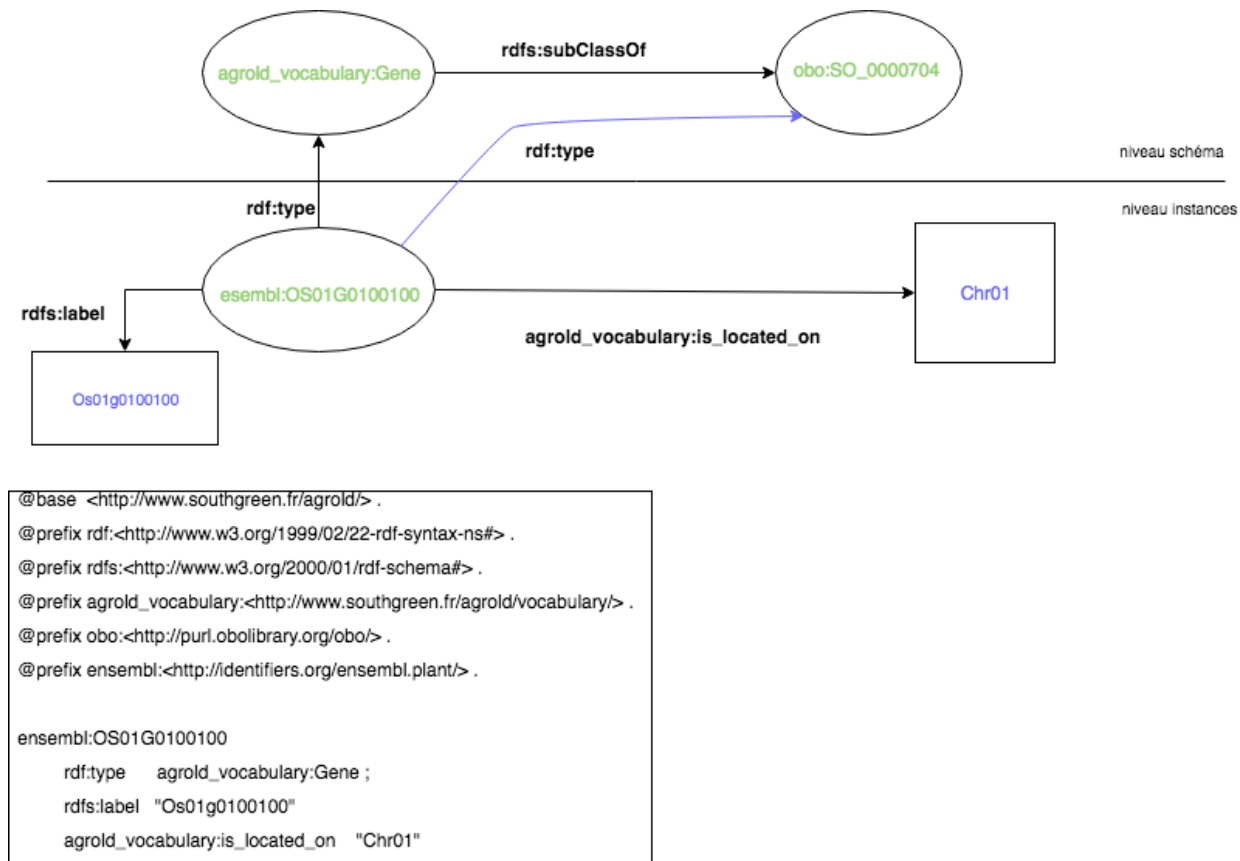 rdfs:subClassOf
agrold_vocabulary:Gene
obo:SO_0000704
rdf:type
niveau schéma
rdf:type
niveau instances
esembl:OS01G0100100
Chr01
rdfs:label
agrold_vocabulary:is_located_on
Os01g0100100
@base <http://www.southgreen.fr/agrold/> .
@prefix rdf:<http://www.w3.org/1999/02/22-rdf-syntax-ns#> .
@prefix rdfs:<http://www.w3.org/2000/01/rdf-schema#> .
@prefix agrold_vocabulary:<http://www.southgreen.fr/agrold/vocabulary/> .
@prefix obo:<http://purl.obolibrary.org/obo/> .
@prefix ensembl:<http://identifiers.org/ensembl.plant/> .
ensembl:OS01G0100100
rdf:type agrold_vocabulary:Gene ;
rdfs:label "Os01g0100100"
agrold_vocabulary:is_located_on "Chr01"